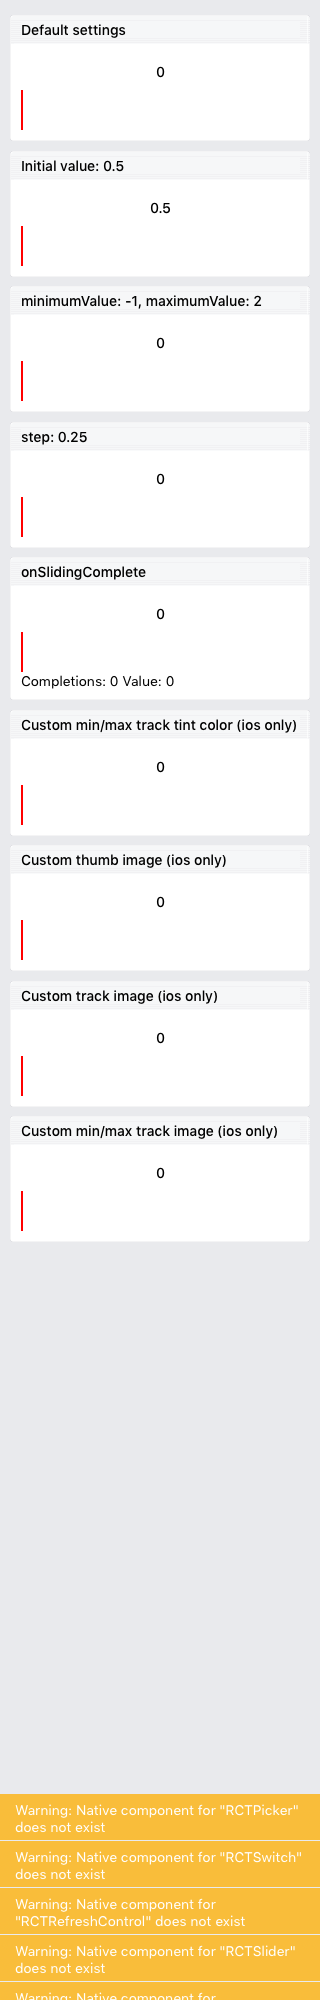 Default settings
0
Initial value: 0.5
0.5
minimumValue: -1, maximumValue: 2
0
step: 0.25
0
onSlidingComplete
0
Completions: 0 Value: 0
Custom min/max track tint color (ios only)
0
Custom thumb image (ios only)
0
Custom track image (ios only)
0
Custom min/max track image (ios only)
0
Warning: Native component for "RCTPicker"
does not exist
Warning: Native component for "RCTSwitch"
does not exist
Warning: Native component for
"RCTRefreshControl" does not exist
Warning: Native component for "RCTSlider"
does not exist
Warning: Native component for